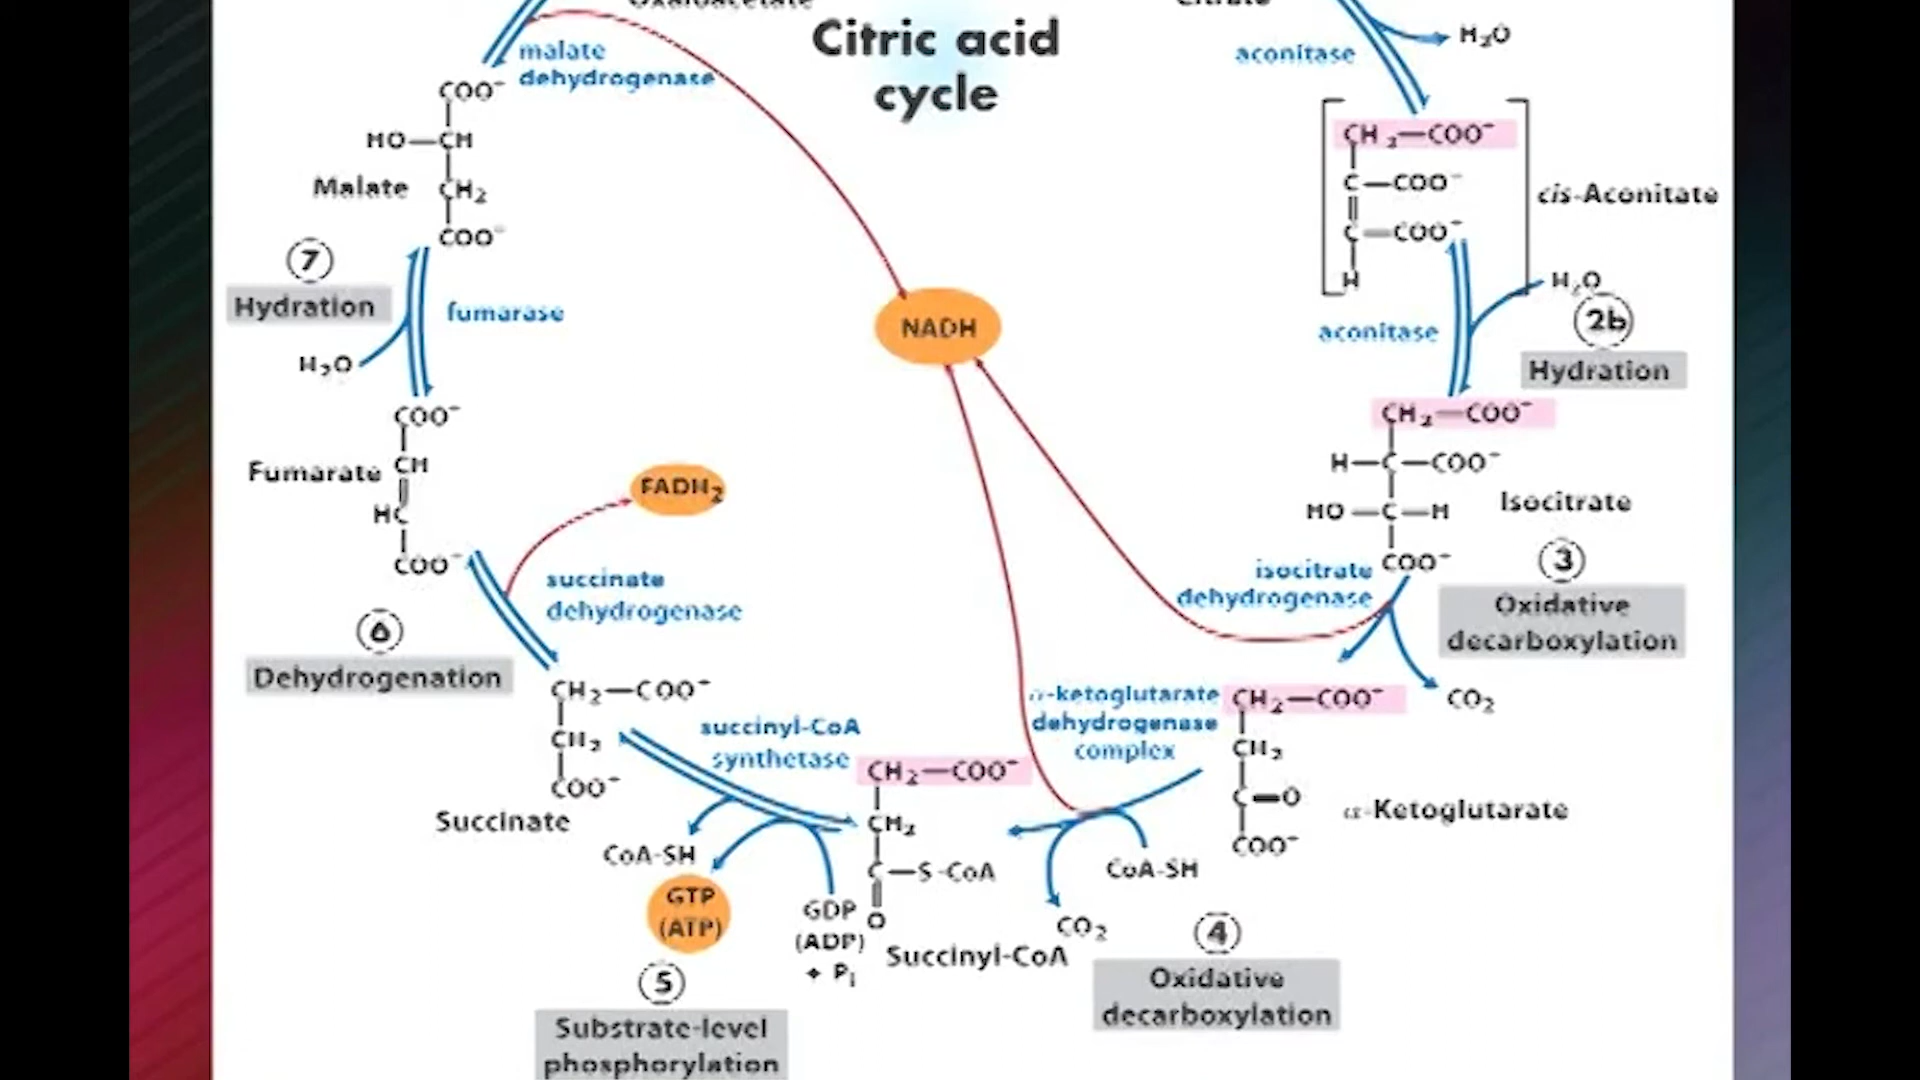 Oxaloacetate
Citrate
Citric acid
cycle
malate
dehydrogenase
aconitase
H₂O
COO⁻
HO—CH
Malate
CH₂
COO⁻
CH₂—COO⁻
C—COO⁻
C—COO⁻
H
cis-Aconitate
7
Hydration
fumarase
H₂O
NADH
H₂O
2b
aconitase
Hydration
COO⁻
Fumarate
CH
HC
COO⁻
FADH₂
CH₂—COO⁻
H—C—COO⁻
HO—C—H
COO⁻
Isocitrate
3
isocitrate
dehydrogenase
Oxidative
decarboxylation
CO₂
succinate
dehydrogenase
6
Dehydrogenation
CH₂—COO⁻
CH₂
COO⁻
Succinate
succinyl-CoA
synthetase
α-ketoglutarate
dehydrogenase
complex
CH₂—COO⁻
CH₂
C=O
COO⁻
α-Ketoglutarate
CH₂—COO⁻
CH₂
C—S-CoA
O
Succinyl-CoA
CoA-SH
GTP
(ATP)
GDP
(ADP)
+ Pᵢ
CoA-SH
CO₂
4
Oxidative
decarboxylation
5
Substrate-level
phosphorylation